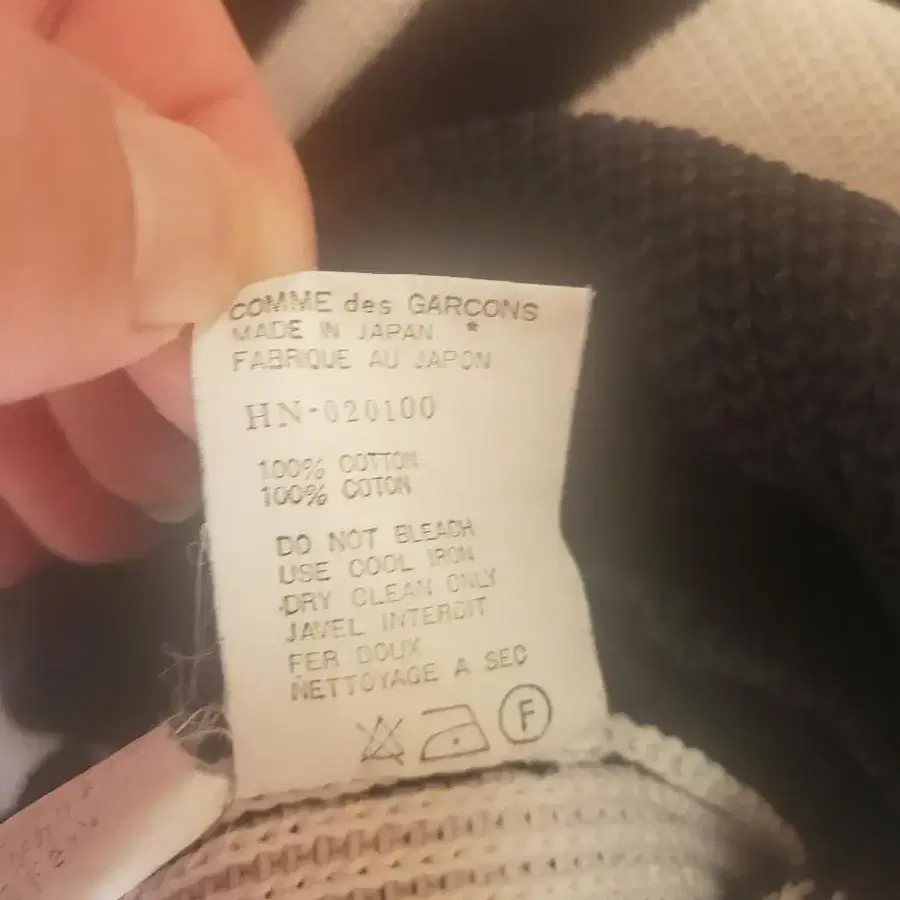 COMME des GARCONS
MADE IN JAPAN *
FABRIQUE AU JAPON
HN-020100
100% COTTON
100% COTON
DO NOT BLEACH
USE COOL IRON
DRY CLEAN ONLY
JAVEL INTERDIT
FER DOUX
NETTOYAGE A SEC
F